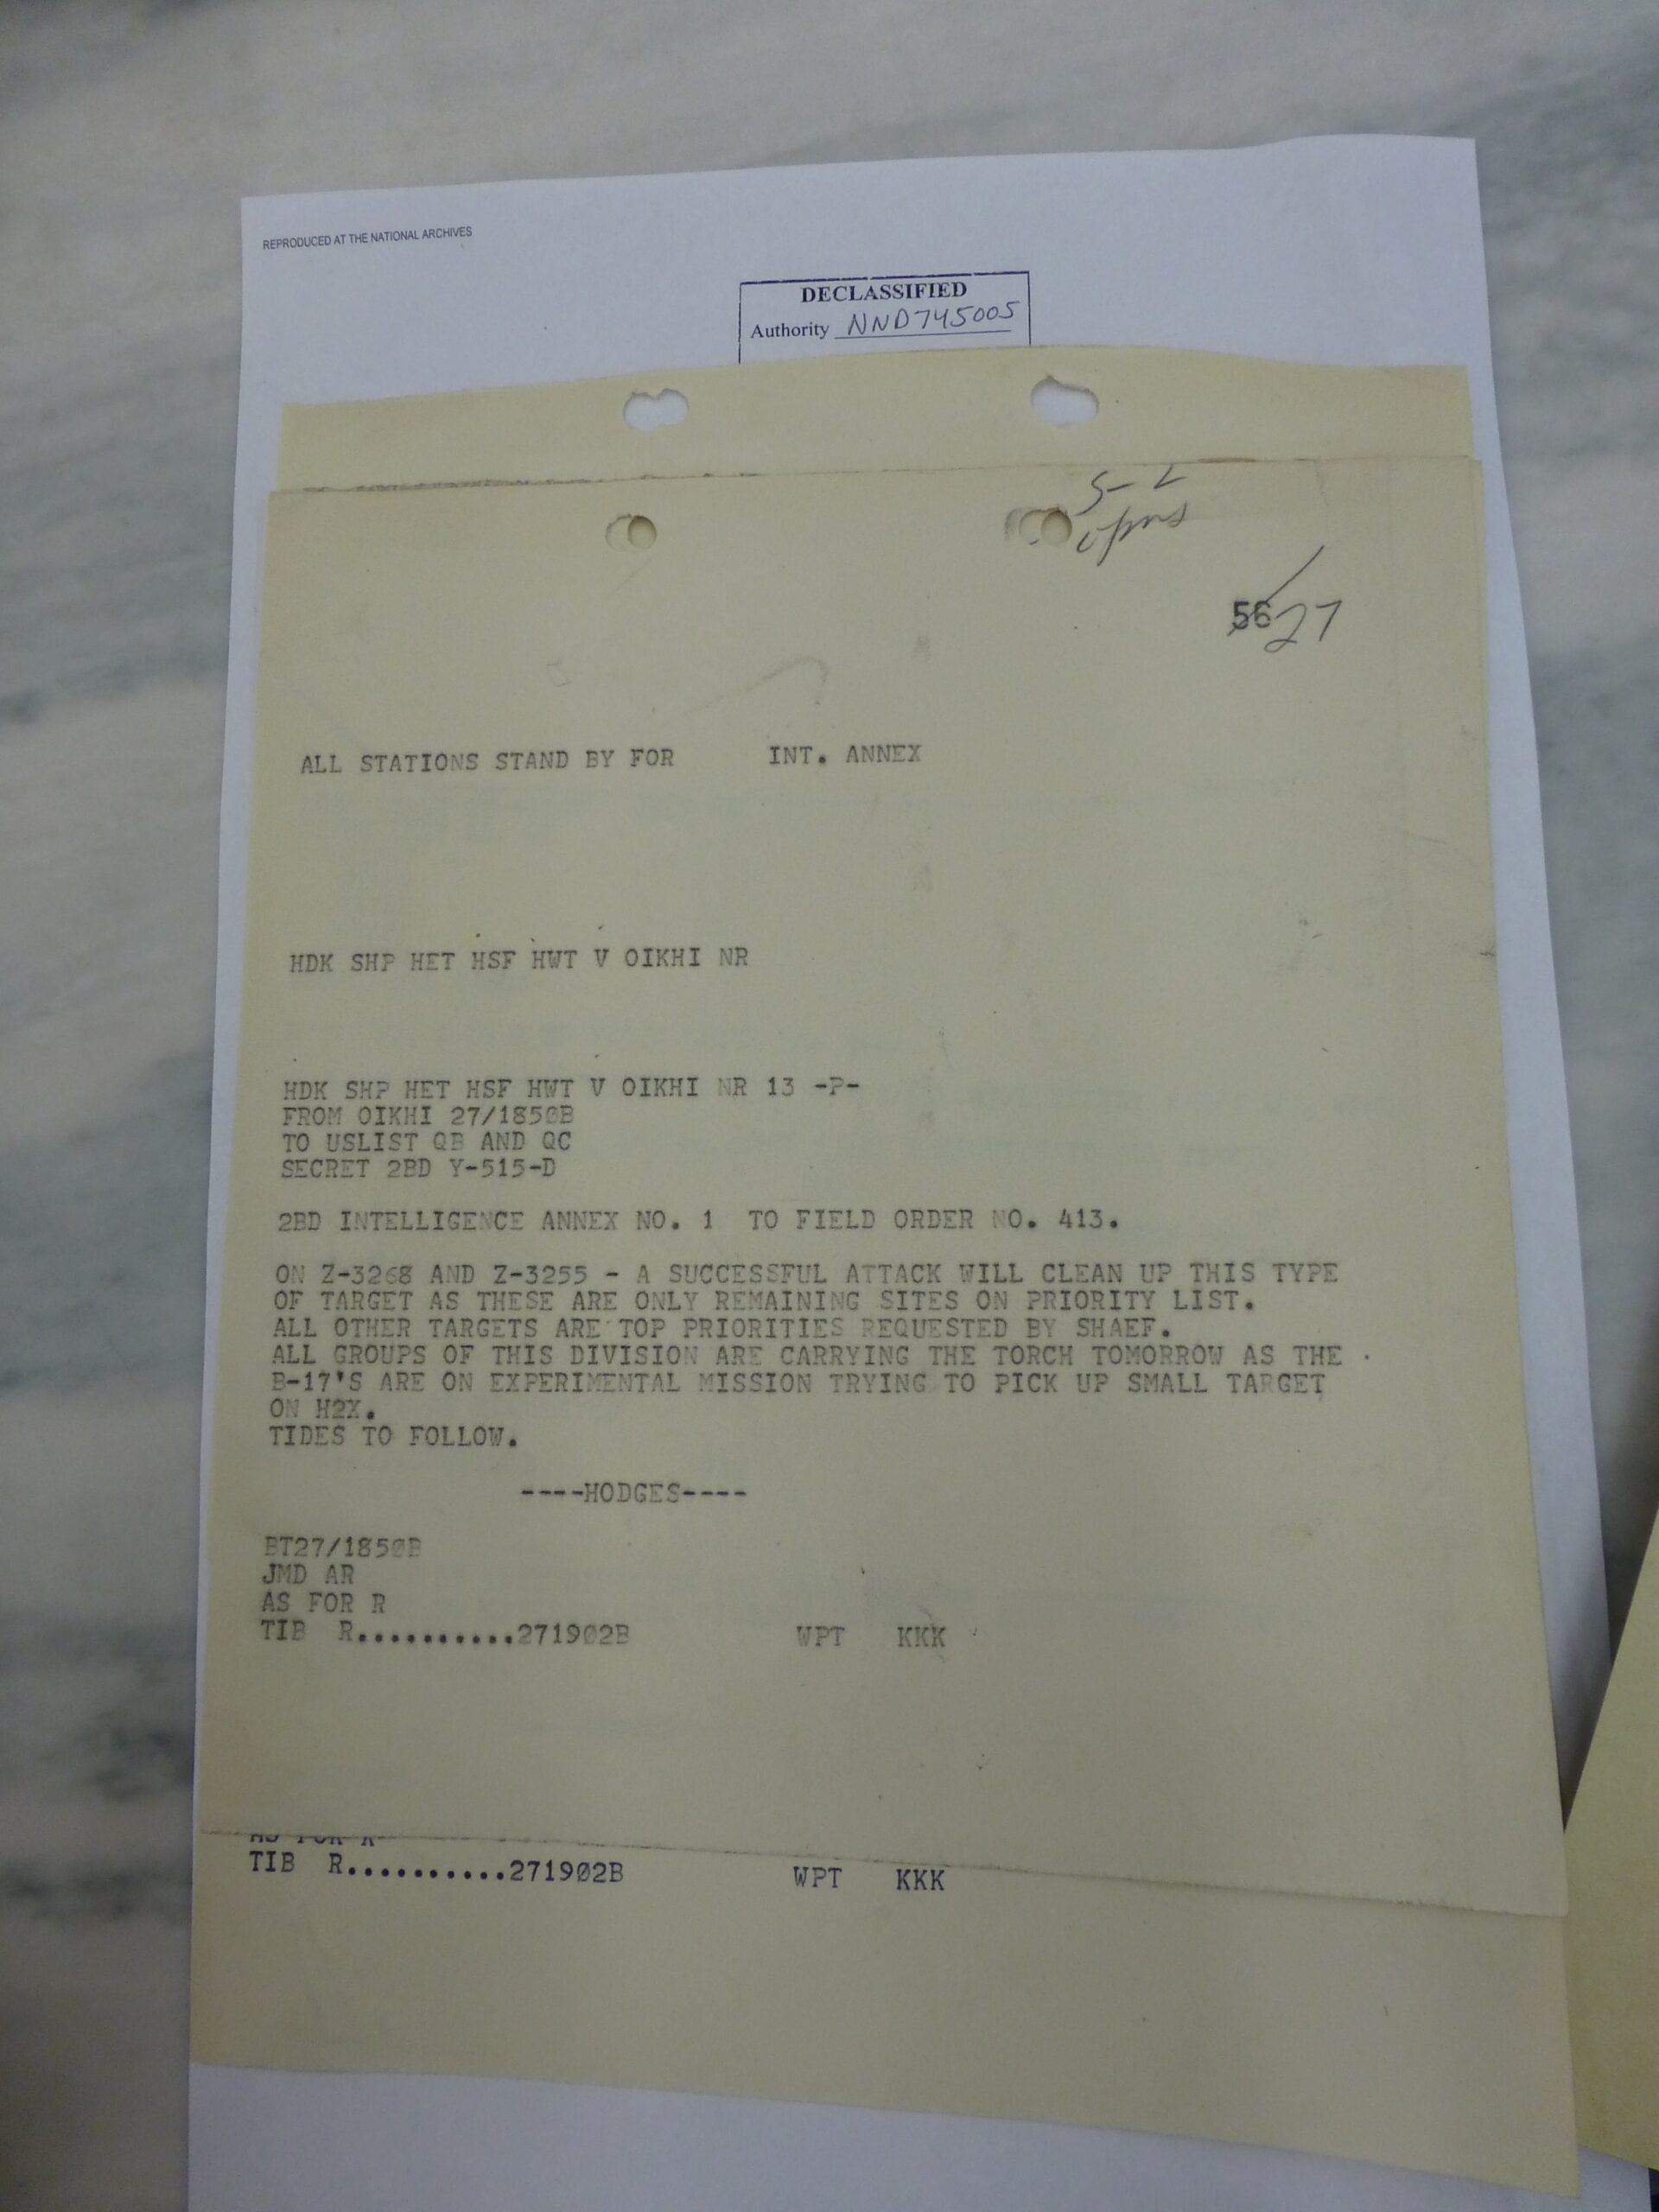 REPRODUCED AT THE NATIONAL ARCHIVES
DECLASSIFIED
Authority NND745005
S-2
opns
56 27
ALL STATIONS STAND BY FOR INT. ANNEX
HDK SHP HET HSF HWT V OIKHI NR
HDK SHP HET HSF HWT V OIKHI NR 13 -P-
FROM OIKHI 27/1850B
TO USLIST QB AND QC
SECRET 2BD Y-515-D
2BD INTELLIGENCE ANNEX NO. 1 TO FIELD ORDER NO. 413.
ON Z-3268 AND Z-3255 - A SUCCESSFUL ATTACK WILL CLEAN UP THIS TYPE
OF TARGET AS THESE ARE ONLY REMAINING SITES ON PRIORITY LIST.
ALL OTHER TARGETS ARE TOP PRIORITIES REQUESTED BY SHAEF.
ALL GROUPS OF THIS DIVISION ARE CARRYING THE TORCH TOMORROW AS THE
B-17'S ARE ON EXPERIMENTAL MISSION TRYING TO PICK UP SMALL TARGET
ON H2X.
TIDES TO FOLLOW.
----HODGES----
BT27/1850B
JMD AR
AS FOR R
TIB R..........271902B WPT KKK
AS FOR R
TIB R..........271902B WPT KKK